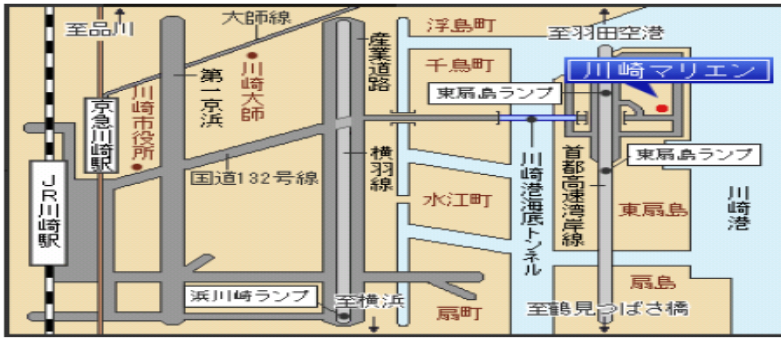 至品川
大師線
産業道路
浮島町
至羽田空港
千鳥町
川崎マリエン
東扇島ランプ
第一京浜
川崎大師
川崎市役所
京急川崎駅
JR川崎駅
国道132号線
横羽線
川崎港海底トンネル
首都高速湾岸線
東扇島ランプ
水江町
東扇島
川崎港
浜川崎ランプ
至横浜
扇町
扇島
至鶴見つばさ橋